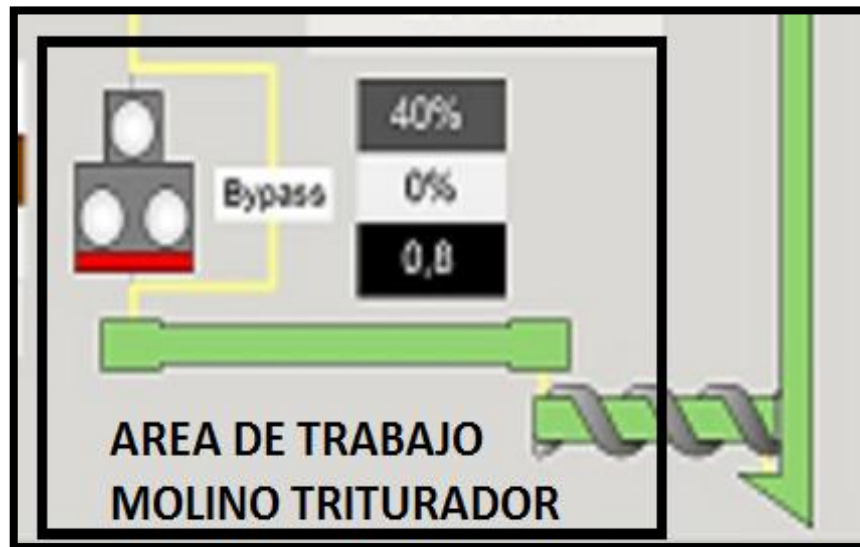 40%
Bypass
0%
0,8
AREA DE TRABAJO
MOLINO TRITURADOR